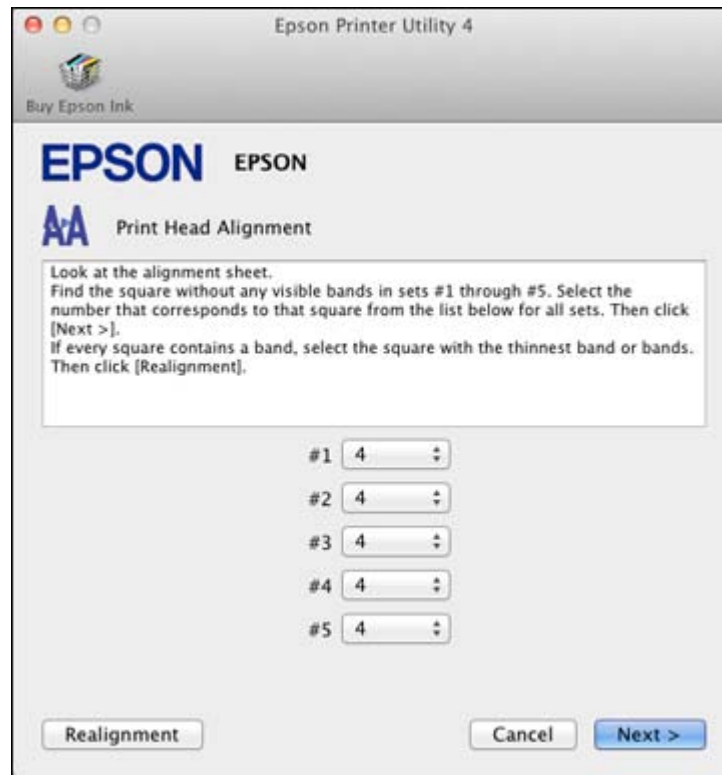 Epson Printer Utility 4
Buy Epson Ink
EPSON EPSON
Print Head Alignment
Look at the alignment sheet.
Find the square without any visible bands in sets #1 through #5. Select the
number that corresponds to that square from the list below for all sets. Then click
[Next >].
If every square contains a band, select the square with the thinnest band or bands.
Then click [Realignment].
#1 4
#2 4
#3 4
#4 4
#5 4
Realignment Cancel Next >